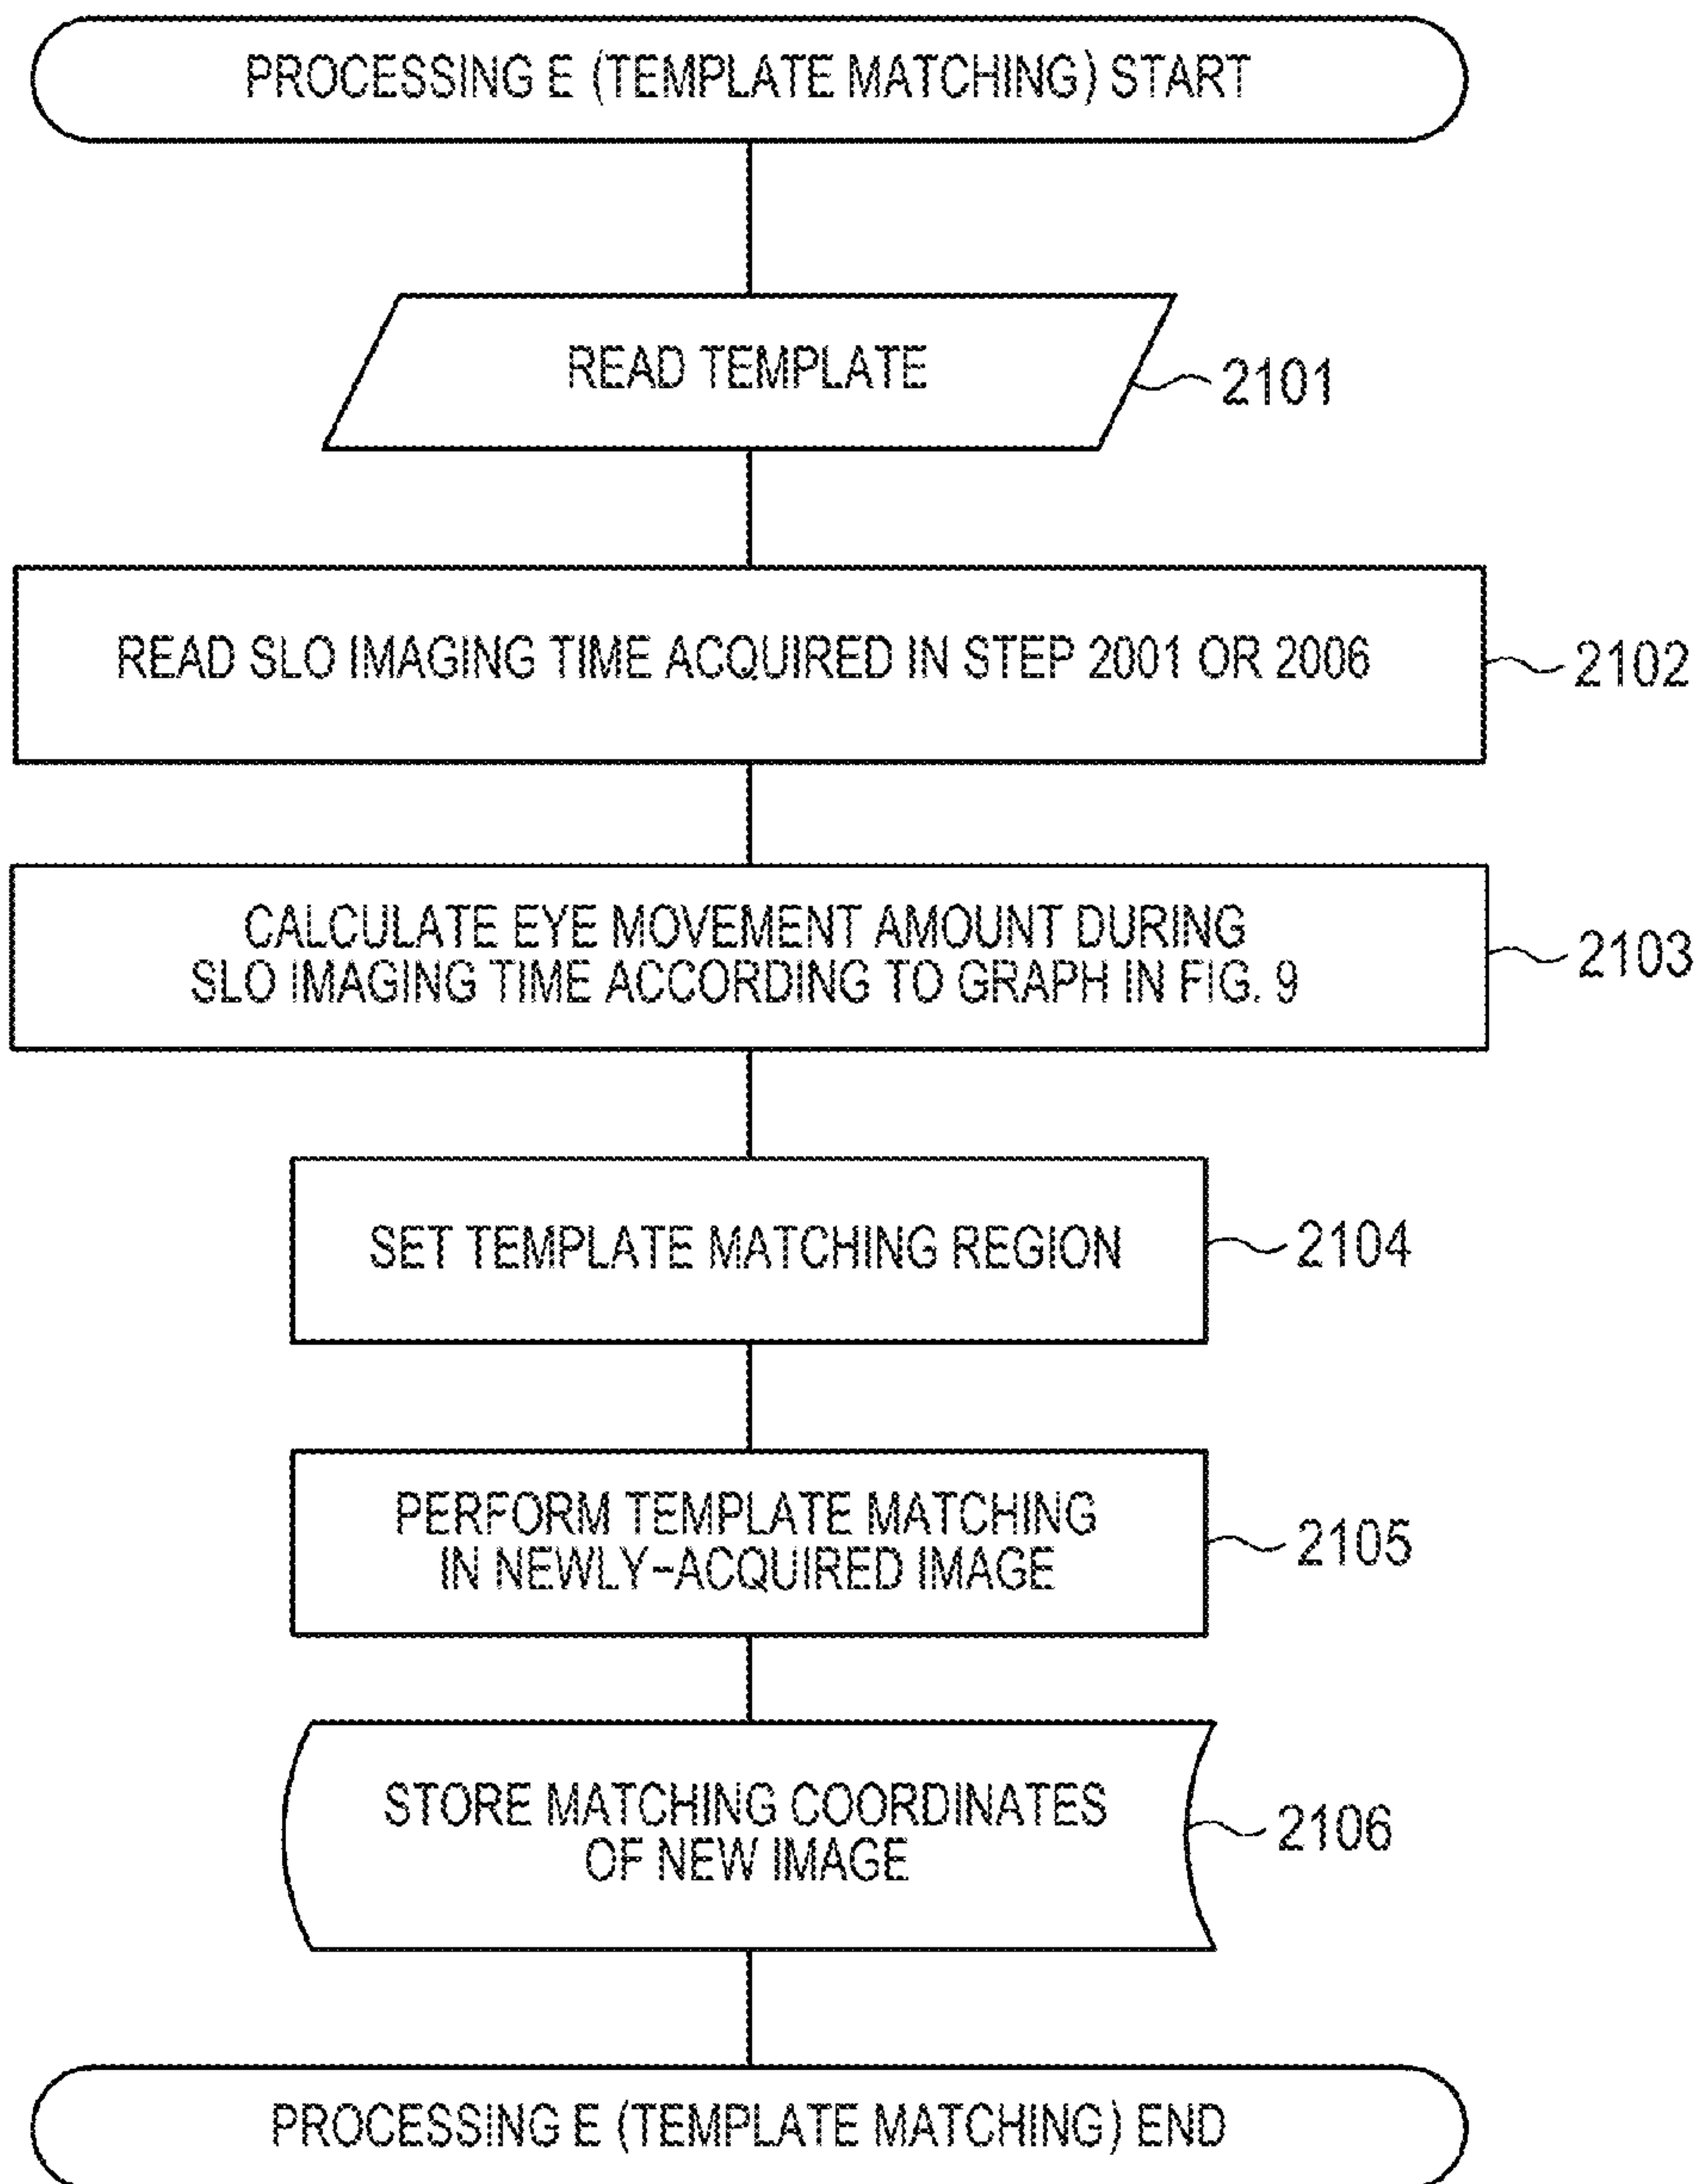 PROCESSING E (TEMPLATE MATCHING) START
READ TEMPLATE
2101
READ SLO IMAGING TIME ACQUIRED IN STEP 2001 OR 2006
2102
CALCULATE EYE MOVEMENT AMOUNT DURING
SLO IMAGING TIME ACCORDING TO GRAPH IN FIG. 9
2103
SET TEMPLATE MATCHING REGION
2104
PERFORM TEMPLATE MATCHING
IN NEWLY-ACQUIRED IMAGE
2105
STORE MATCHING COORDINATES
OF NEW IMAGE
2106
PROCESSING E (TEMPLATE MATCHING) END